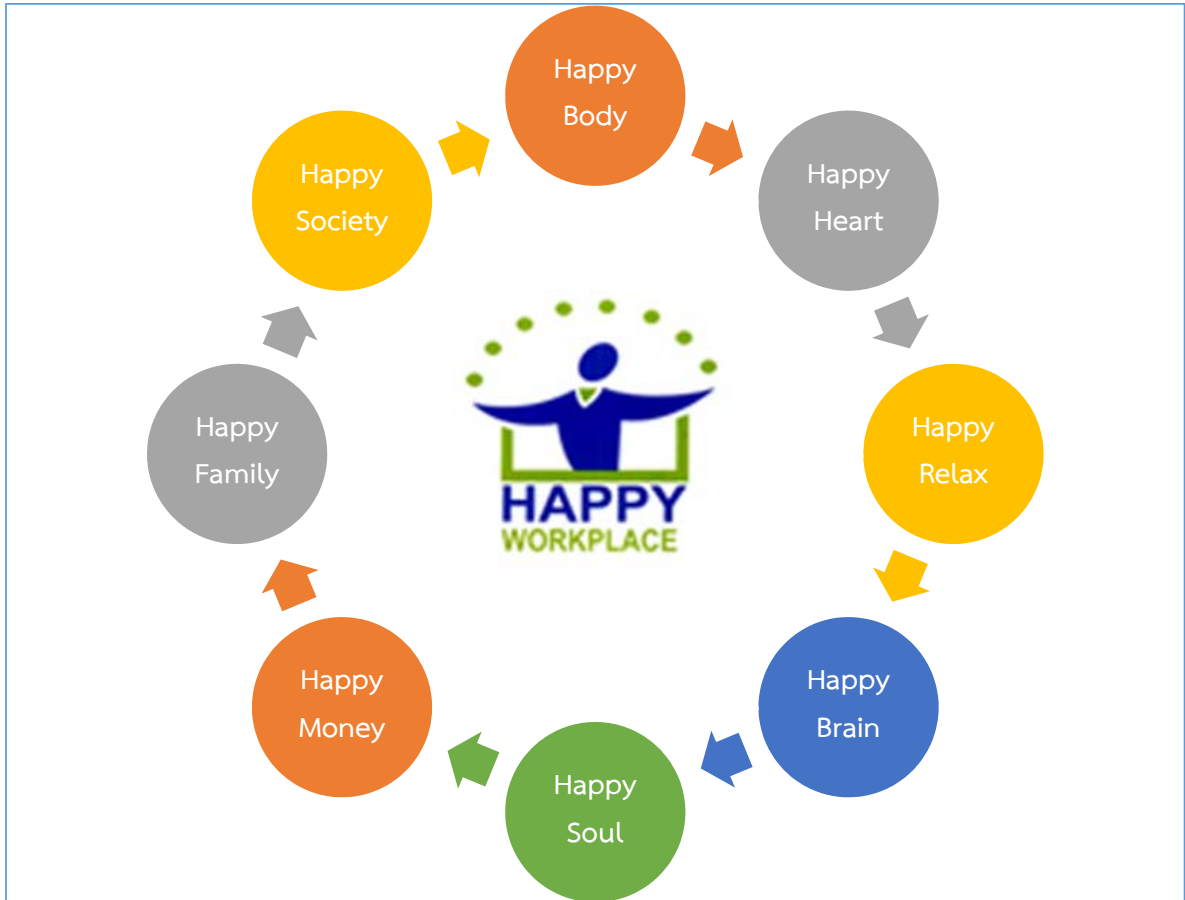 Happy
Body
Happy
Heart
Happy
Relax
Happy
Brain
Happy
Soul
Happy
Money
Happy
Family
Happy
Society
HAPPY
WORKPLACE